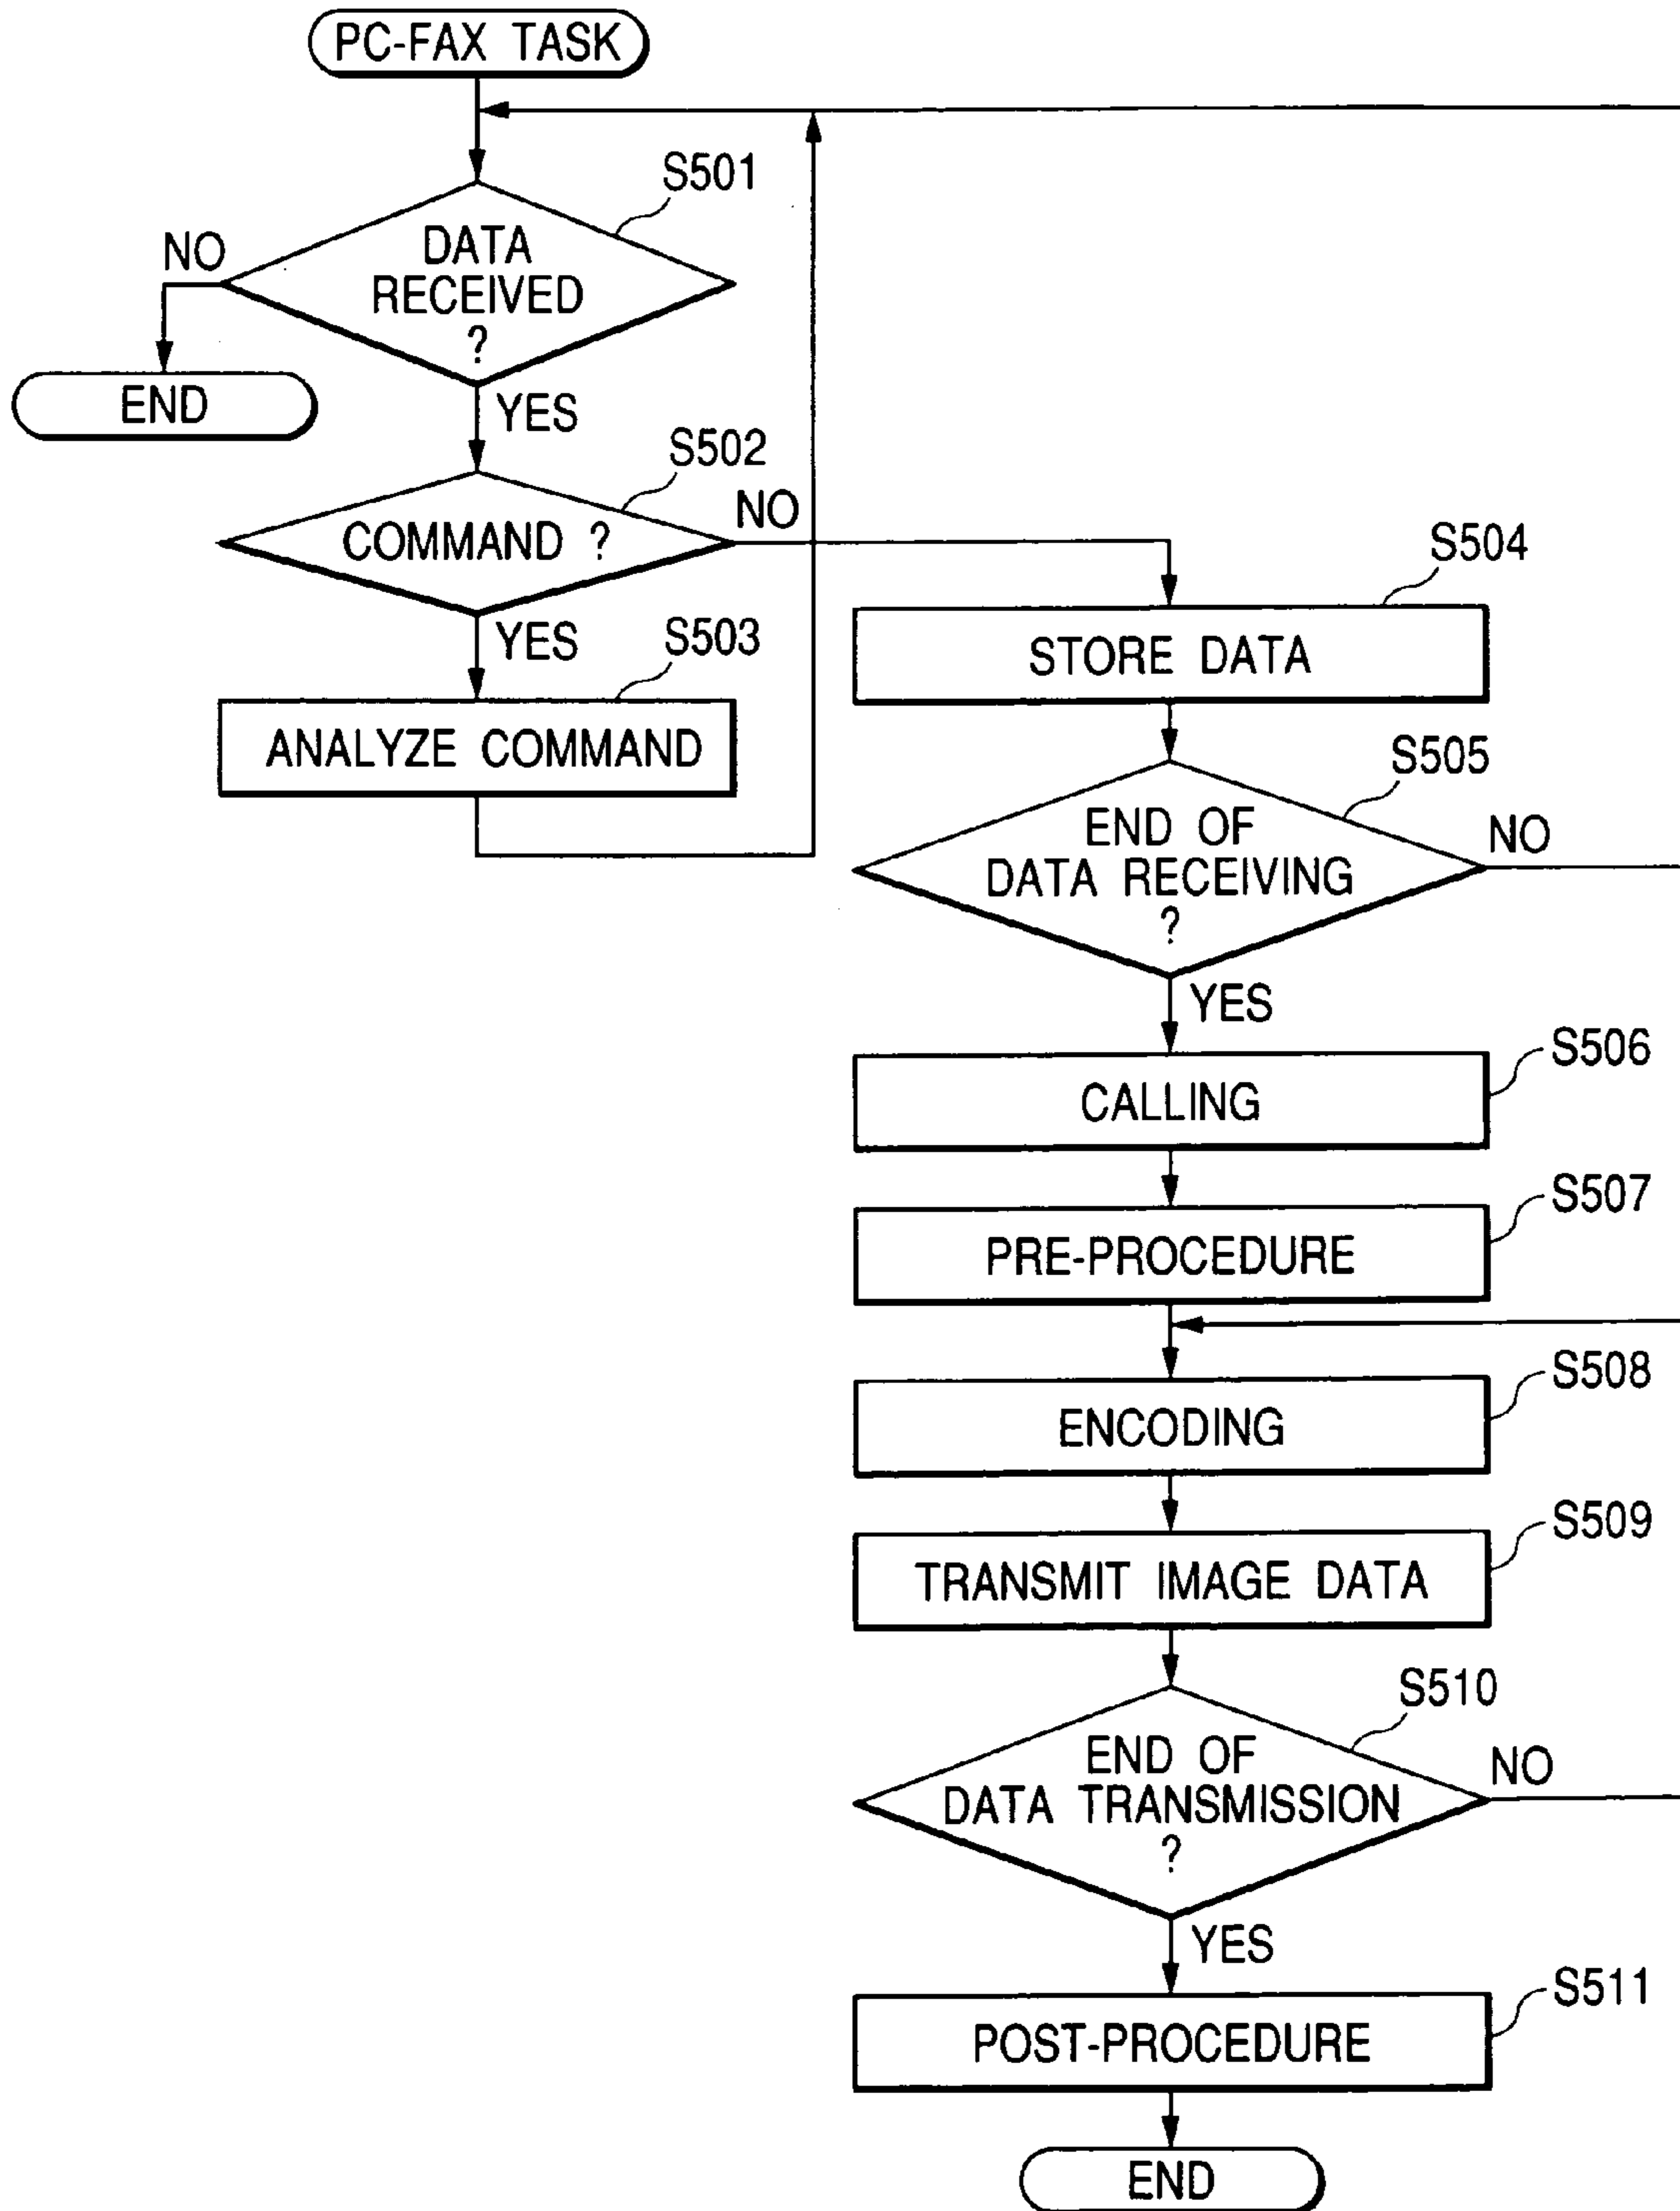 PC-FAX TASK
S501
DATA
RECEIVED
?
NO
END
YES
S502
COMMAND ?
NO
YES
S503
ANALYZE COMMAND
S504
STORE DATA
S505
END OF
DATA RECEIVING
?
NO
YES
S506
CALLING
S507
PRE-PROCEDURE
S508
ENCODING
S509
TRANSMIT IMAGE DATA
S510
END OF
DATA TRANSMISSION
?
NO
YES
S511
POST-PROCEDURE
END